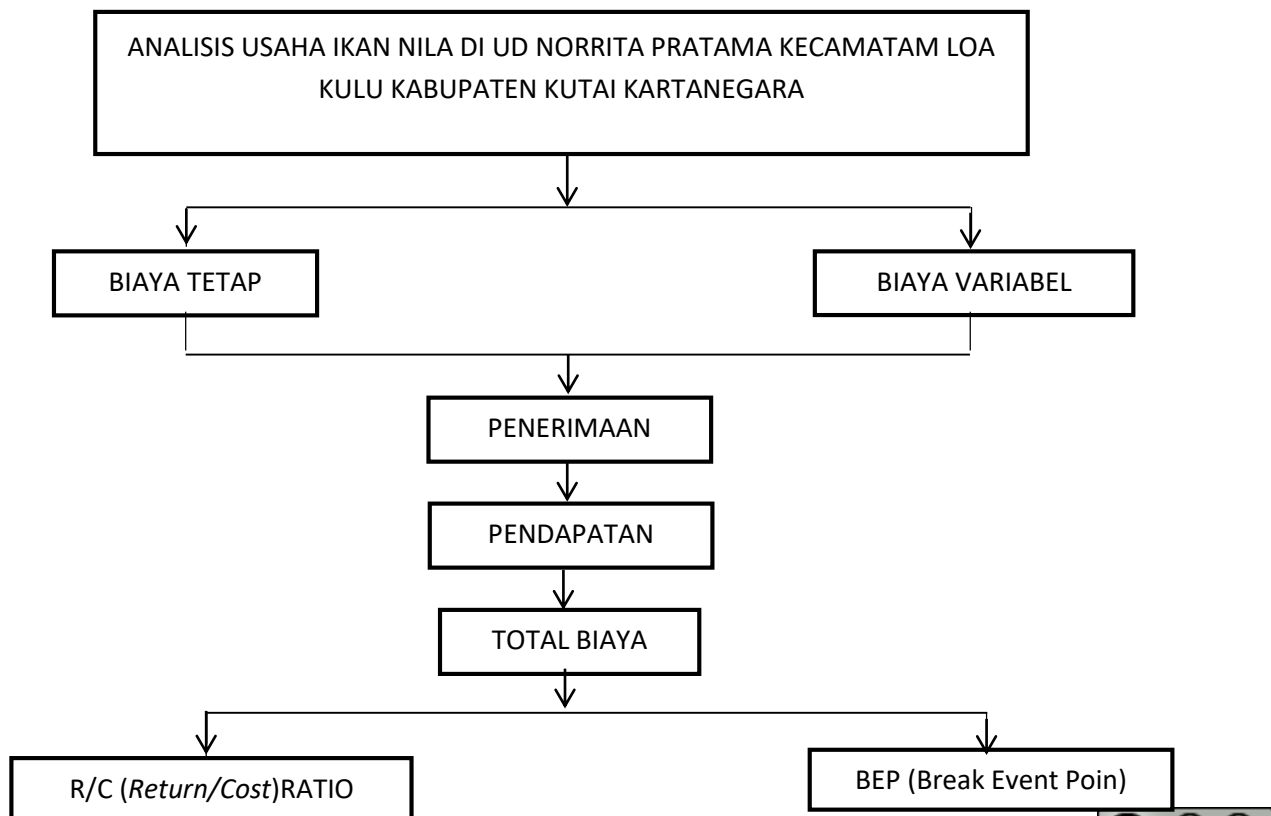 ANALISIS USAHA IKAN NILA DI UD NORRITA PRATAMA KECAMATAM LOA
KULU KABUPATEN KUTAI KARTANEGARA
BIAYA TETAP
BIAYA VARIABEL
PENERIMAAN
PENDAPATAN
TOTAL BIAYA
R/C (Return/Cost)RATIO
BEP (Break Event Poin)